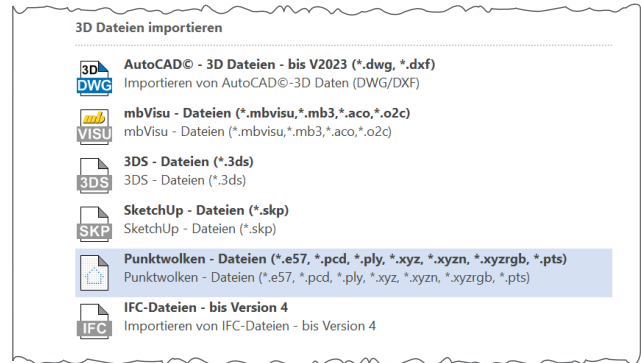 3D Dateien importieren
3D
DWG
AutoCAD© - 3D Dateien - bis V2023 (*.dwg, *.dxf)
Importieren von AutoCAD©-3D Daten (DWG/DXF)
mb
VISU
mbVisu - Dateien (*.mbvisu,*.mb3,*.aco,*.o2c)
mbVisu - Dateien (*.mbvisu,*.mb3,*.aco,*.o2c)
3DS
3DS - Dateien (*.3ds)
3DS - Dateien (*.3ds)
SKP
SketchUp - Dateien (*.skp)
SketchUp - Dateien (*.skp)
Punktwolken - Dateien (*.e57, *.pcd, *.ply, *.xyz, *.xyzn, *.xyzrgb, *.pts)
Punktwolken - Dateien (*.e57, *.pcd, *.ply, *.xyz, *.xyzn, *.xyzrgb, *.pts)
IFC
IFC-Dateien - bis Version 4
Importieren von IFC-Dateien - bis Version 4